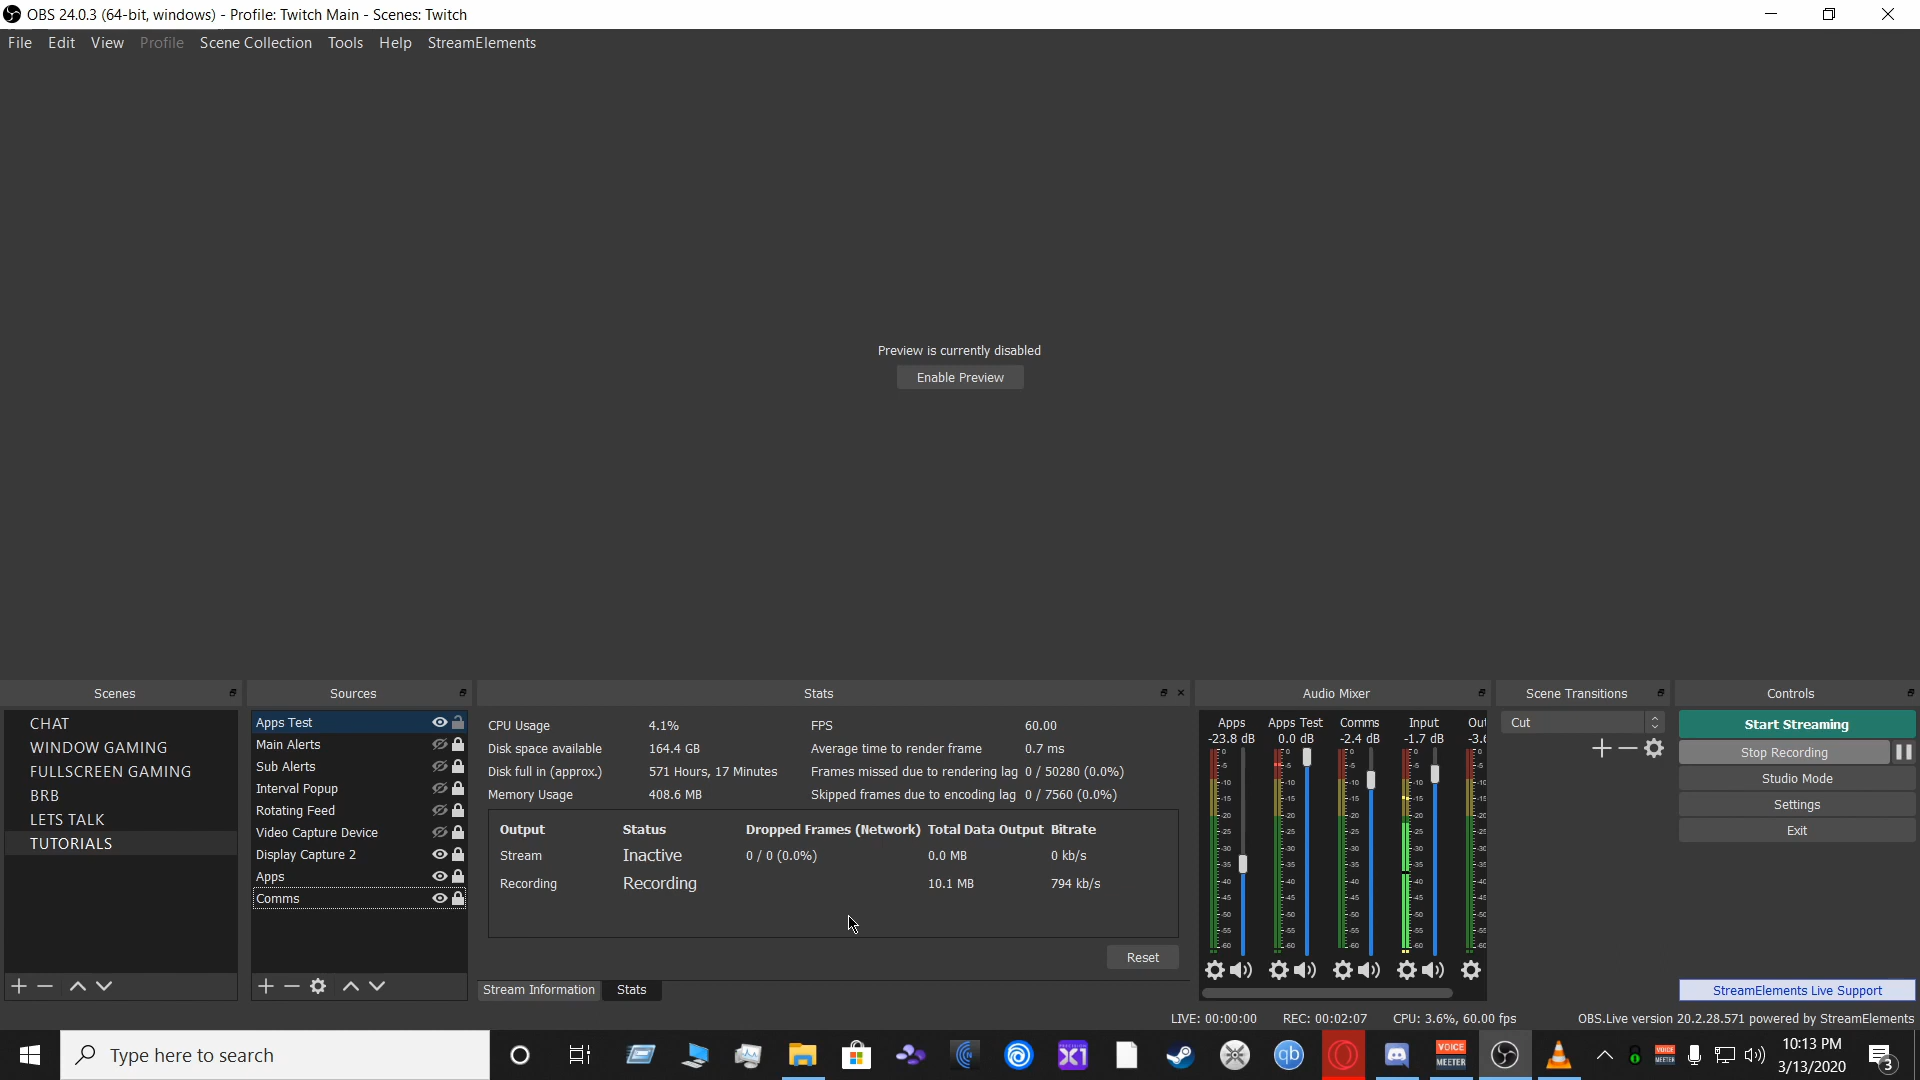 OBS 24.0.3 (64-bit, windows) - Profile: Twitch Main - Scenes: Twitch
File Edit View Profile Scene Collection Tools Help StreamElements
Preview is currently disabled
Enable Preview
Scenes
CHAT
WINDOW GAMING
FULLSCREEN GAMING
BRB
LETS TALK
TUTORIALS
Sources
Apps Test
Main Alerts
Sub Alerts
Interval Popup
Rotating Feed
Video Capture Device
Display Capture 2
Apps
Comms
Stats
CPU Usage 4.1% FPS 60.00
Disk space available 164.4 GB Average time to render frame 0.7 ms
Disk full in (approx.) 571 Hours, 17 Minutes Frames missed due to rendering lag 0 / 50280 (0.0%)
Memory Usage 408.6 MB Skipped frames due to encoding lag 0 / 7560 (0.0%)
Output Status Dropped Frames (Network) Total Data Output Bitrate
Stream Inactive 0 / 0 (0.0%) 0.0 MB 0 kb/s
Recording Recording 10.1 MB 794 kb/s
Reset
Stream Information Stats
Audio Mixer
Apps Apps Test Comms Input Out
-23.8 dB 0.0 dB -2.4 dB -1.7 dB -3.6
Scene Transitions
Cut
Controls
Start Streaming
Stop Recording
Studio Mode
Settings
Exit
StreamElements Live Support
LIVE: 00:00:00 REC: 00:02:07 CPU: 3.6%, 60.00 fps OBS.Live version 20.2.28.571 powered by StreamElements
Type here to search
X1
qb
VOICE
MEETER
10:13 PM
3/13/2020
3